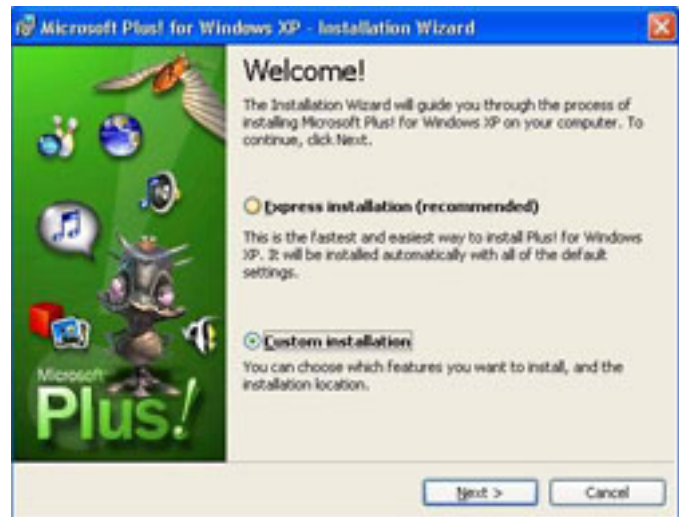 Microsoft Plus! for Windows XP - Installation Wizard
Welcome!
The Installation Wizard will guide you through the process of
installing Microsoft Plus! for Windows XP on your computer. To
continue, click Next.
Express installation (recommended)
This is the fastest and easiest way to install Plus! for Windows
XP. It will be installed automatically with all of the default
settings.
Custom installation
You can choose which features you want to install, and the
installation location.
Microsoft
Plus!
Next >
Cancel